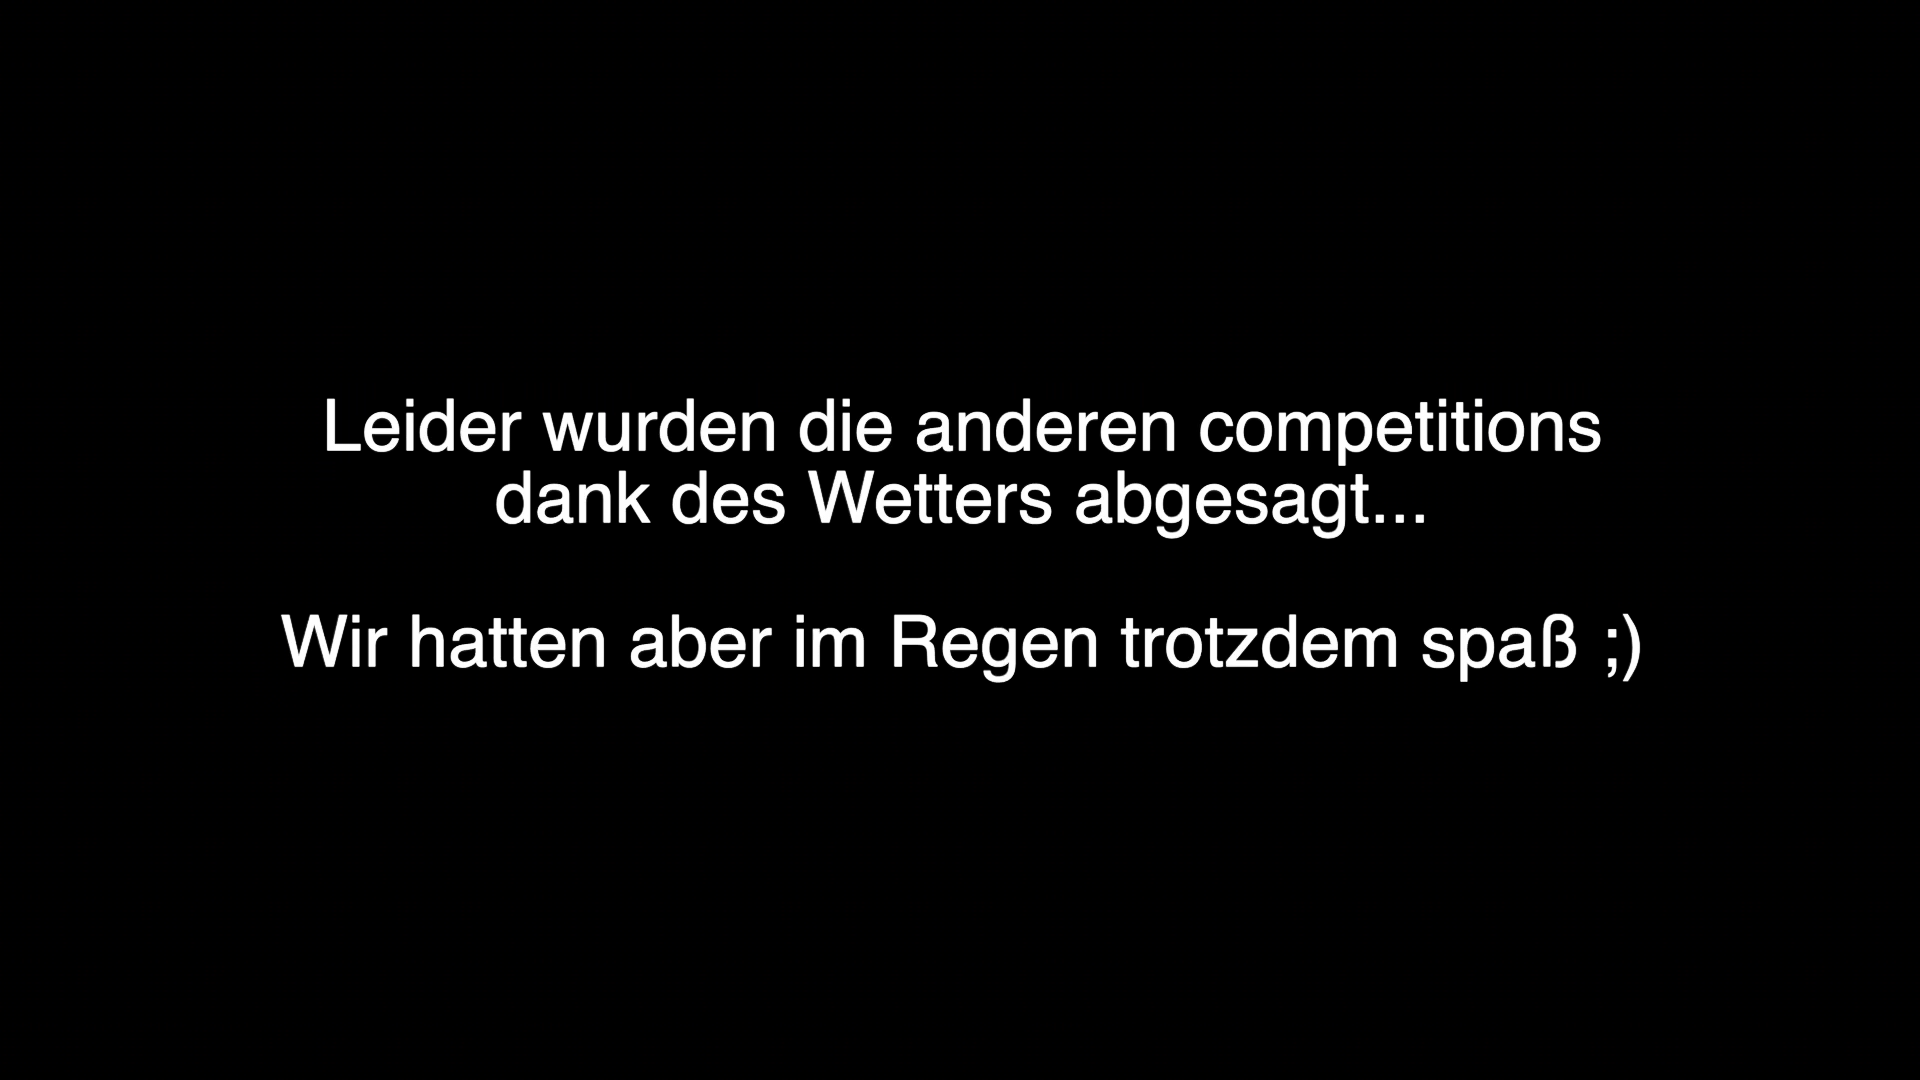 Leider wurden die anderen competitions
dank des Wetters abgesagt...
Wir hatten aber im Regen trotzdem spaß ;)